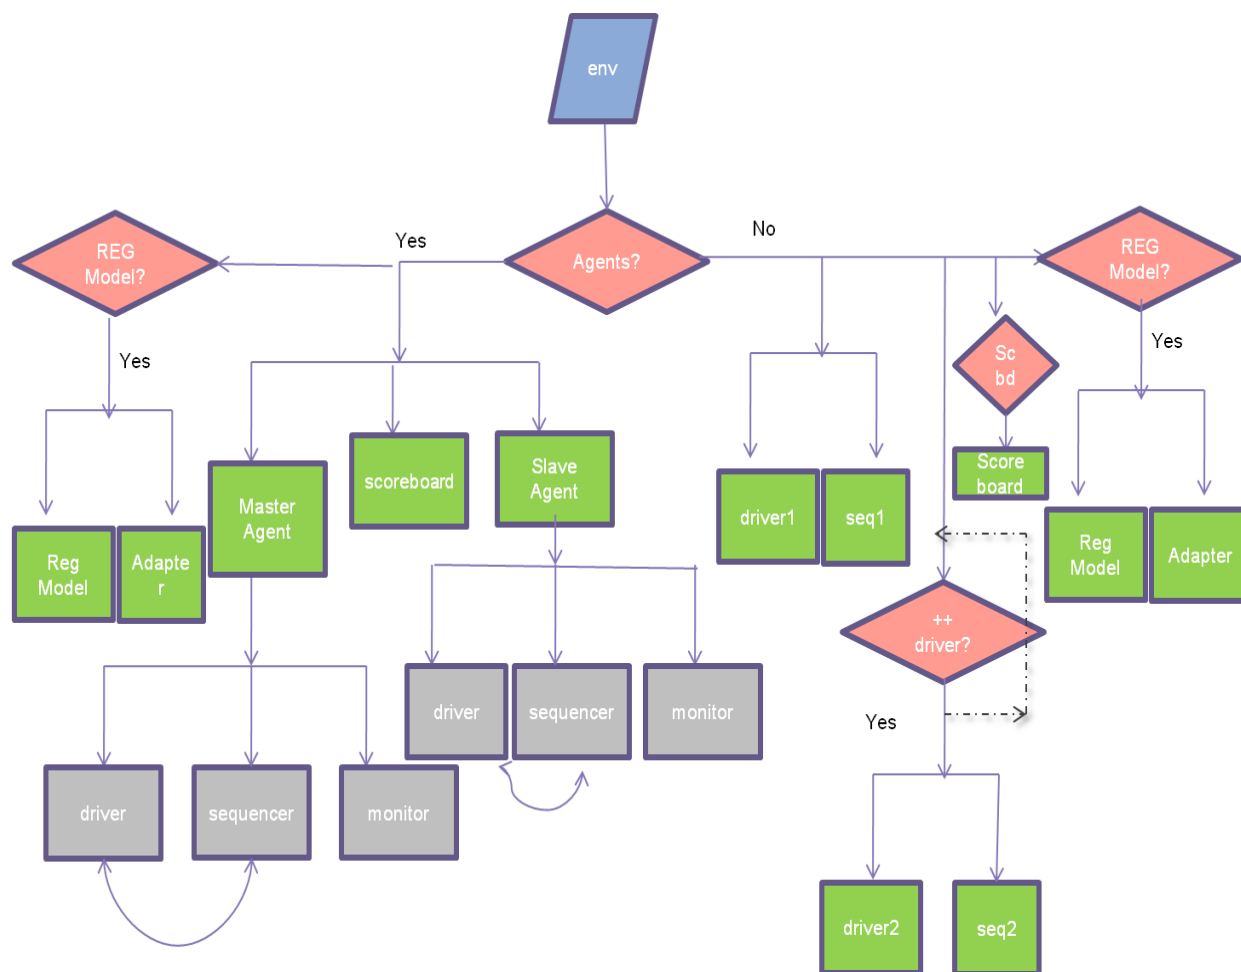 env
No
Yes
REG
Model?
Agents?
REG
Model?
Yes
Sc
bd
Yes
scoreboard
Slave
Agent
Score
board
Master
Agent
driver1
seq1
Reg
Model
Adapte
r
Reg
Model
Adapter
++
driver?
driver
sequencer
monitor
Yes
driver
sequencer
monitor
driver2
seq2